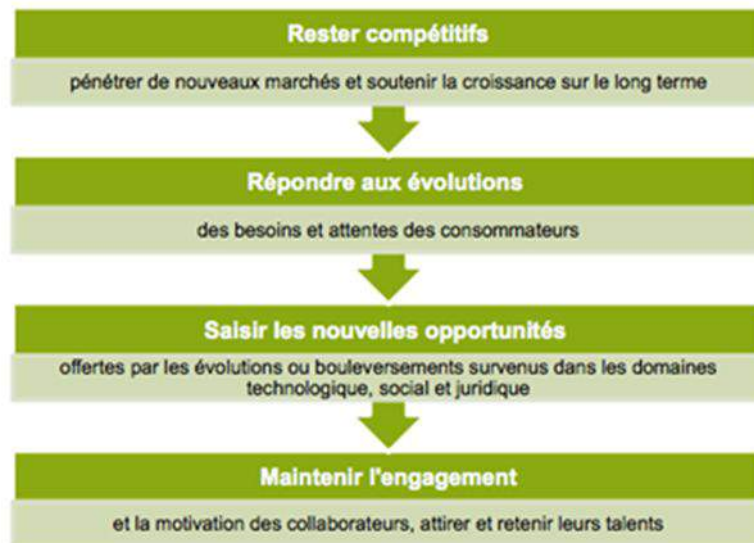 Rester compétitifs
pénétrer de nouveaux marchés et soutenir la croissance sur le long terme
Répondre aux évolutions
des besoins et attentes des consommateurs
Saisir les nouvelles opportunités
offertes par les évolutions ou bouleversements survenus dans les domaines
technologique, social et juridique
Maintenir l'engagement
et la motivation des collaborateurs, attirer et retenir leurs talents